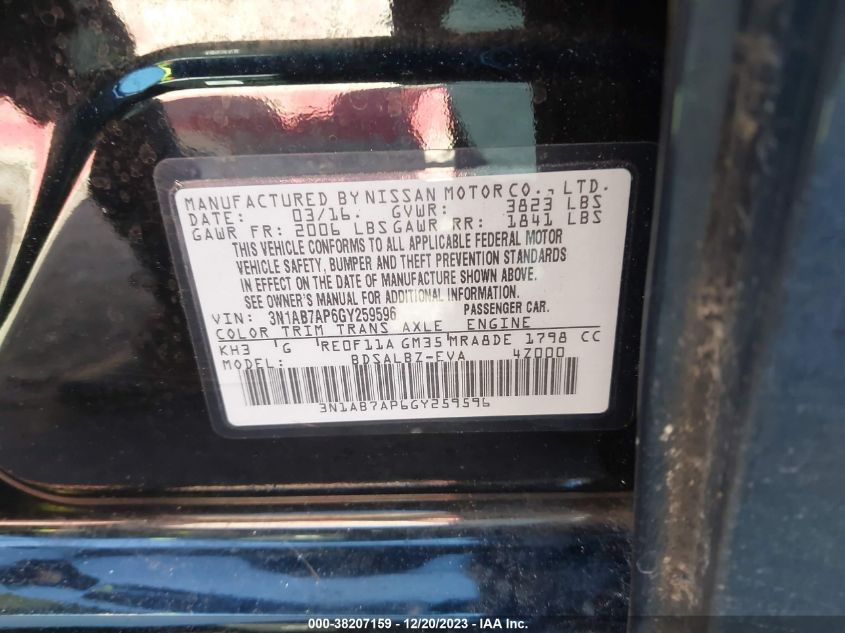 MANUFACTURED BY NISSAN MOTOR CO., LTD.
DATE: 03/16. GVWR: 3823 LBS
GAWR FR: 2006 LBS GAWR RR: 1841 LBS
THIS VEHICLE CONFORMS TO ALL APPLICABLE FEDERAL MOTOR
VEHICLE SAFETY, BUMPER AND THEFT PREVENTION STANDARDS
IN EFFECT ON THE DATE OF MANUFACTURE SHOWN ABOVE.
SEE OWNER'S MANUAL FOR ADDITIONAL INFORMATION.
VIN: 3N1AB7AP6GY259596 PASSENGER CAR.
COLOR TRIM TRANS AXLE ENGINE
KH3 'G 'RE0F11A GM35 MRA8DE 1798 CC
MODEL: BDSALBZ-EVA 4Z000
3N1AB7AP6GY259596
000-38207159 - 12/20/2023 - IAA Inc.